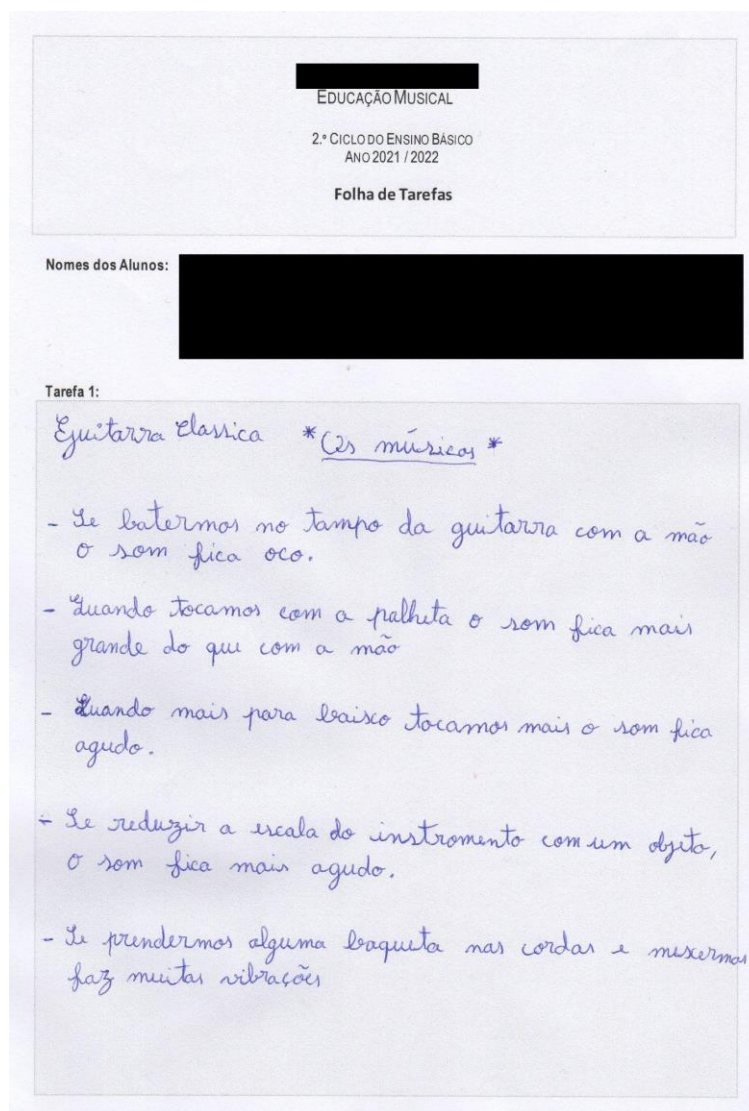 EDUCAÇÃO MUSICAL
2.º CICLO DO ENSINO BÁSICO
ANO 2021 / 2022
Folha de Tarefas
Nomes dos Alunos:
Tarefa 1:
Guitarra Classica *Os músicos*
- Se batermos no tampo da guitarra com a mão
o som fica oco.
- Quando tocamos com a palheta o som fica mais
grande do que com a mão
- Quando mais para baisco tocamos mais o som fica
agudo.
- Se reduzir a escala do instromento com um objeto,
o som fica mais agudo.
- Se prendermos alguma baqueta nas cordas e mexermos
faz muitas vibrações